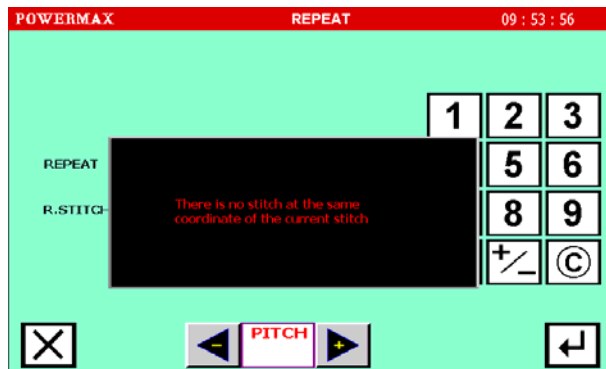 POWERMAX REPEAT 09 : 53 : 56
1 2 3
REPEAT 5 6
R.STITC
There is no stitch at the same
coordinate of the current stitch
8 9
+/- C
- PITCH +